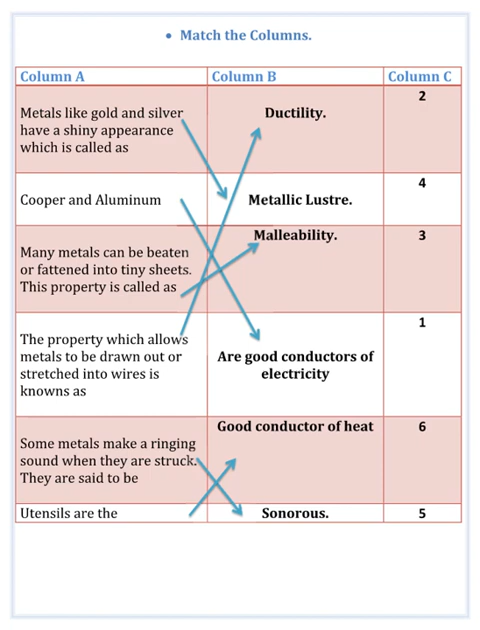 • Match the Columns.
Column A Column B Column C
Metals like gold and silver
have a shiny appearance
which is called as
Ductility.
2
Cooper and Aluminum
Metallic Lustre.
4
Many metals can be beaten
or fattened into tiny sheets.
This property is called as
Malleability.
3
The property which allows
metals to be drawn out or
stretched into wires is
knowns as
Are good conductors of
electricity
1
Some metals make a ringing
sound when they are struck.
They are said to be
Good conductor of heat
6
Utensils are the
Sonorous.
5